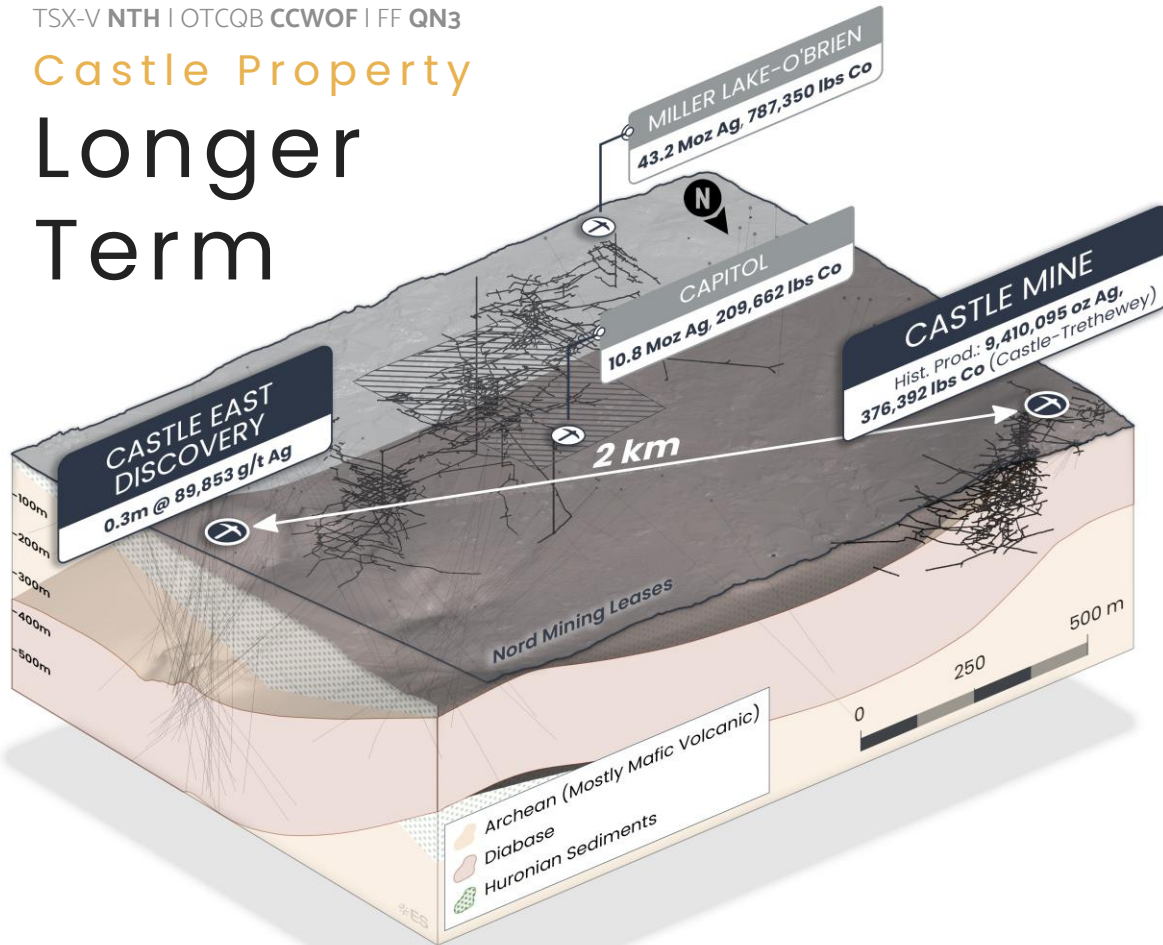 TSX-V NTH | OTCQB CCWOF | FF QN3
Castle Property
Longer
Term
MILLER LAKE-O'BRIEN
43.2 Moz Ag, 787,350 lbs Co
N
CAPITOL
10.8 Moz Ag, 209,662 lbs Co
CASTLE MINE
Hist. Prod.: 9,410,095 oz Ag,
376,392 lbs Co (Castle-Trethewey)
CASTLE EAST
DISCOVERY
0.3m @ 89,853 g/t Ag
2 km
-100m
-200m
-300m
-400m
-500m
Nord Mining Leases
0
250
500 m
Archean (Mostly Mafic Volcanic)
Diabase
Huronian Sediments
ES